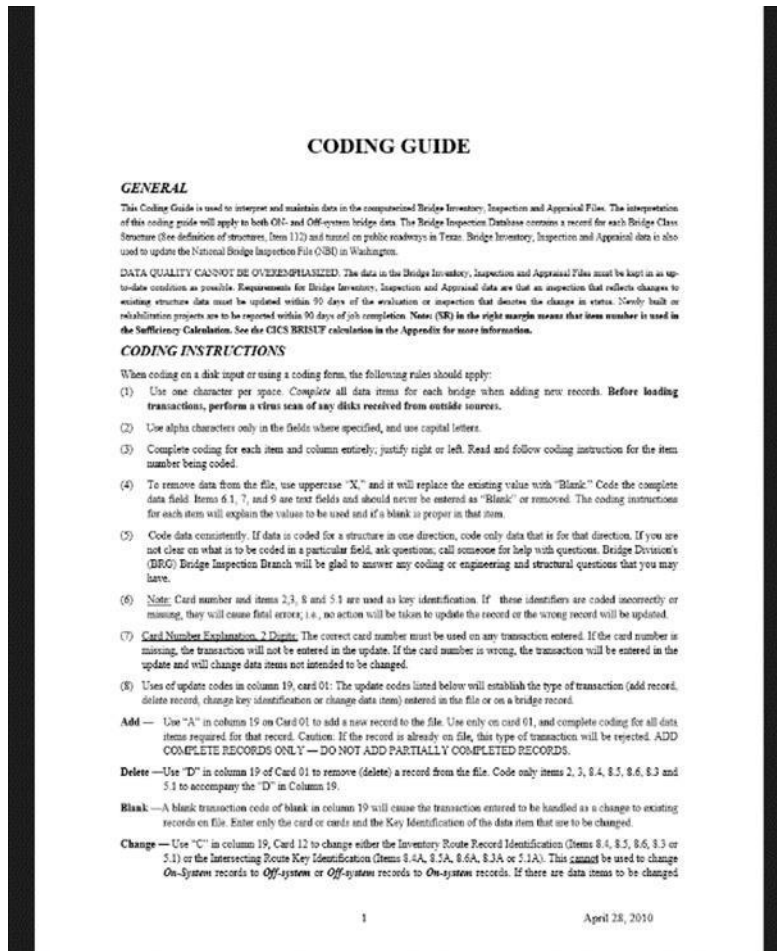 CODING GUIDE
GENERAL
This Coding Guide is used to interpret and maintain data in the computerized Bridge Inventory, Inspection and Appraisal Files. The interpretation
of this coding guide will apply to both ON- and Off-system bridge data. The Bridge Inspection Database contains a record for each Bridge Class
Structure (See definition of structures, Item 112) and tunnel on public roadways in Texas. Bridge Inventory, Inspection and Appraisal data is also
used to update the National Bridge Inspection File (NBI) in Washington.
DATA QUALITY CANNOT BE OVEREMPHASIZED. The data in the Bridge Inventory, Inspection and Appraisal Files must be kept in as up-
to-date condition as possible. Requirements for Bridge Inventory, Inspection and Appraisal data are that an inspection that reflects changes to
existing structure data must be updated within 90 days of the evaluation or inspection that denotes the change in status. Newly built or
rehabilitation projects are to be reported within 90 days of job completion. Note: (SR) in the right margin means that item number is used in
the Sufficiency Calculation. See the CICS BRISUF calculation in the Appendix for more information.
CODING INSTRUCTIONS
When coding on a disk input or using a coding form, the following rules should apply:
(1) Use one character per space. Complete all data items for each bridge when adding new records. Before loading
transactions, perform a virus scan of any disks received from outside sources.
(2) Use alpha characters only in the fields where specified, and use capital letters.
(3) Complete coding for each item and column entirely; justify right or left. Read and follow coding instruction for the item
number being coded.
(4) To remove data from the file, use uppercase "X," and it will replace the existing value with "Blank." Code the complete
data field. Items 6.1, 7, and 9 are text fields and should never be entered as "Blank" or removed. The coding instructions
for each item will explain the values to be used and if a blank is proper in that item.
(5) Code data consistently. If data is coded for a structure in one direction, code only data that is for that direction. If you are
not clear on what is to be coded in a particular field, ask questions; call someone for help with questions. Bridge Division's
(BRG) Bridge Inspection Branch will be glad to answer any coding or engineering and structural questions that you may
have.
(6) Note: Card number and items 2,3, 8 and 5.1 are used as key identification. If these identifiers are coded incorrectly or
missing, they will cause fatal errors; i.e., no action will be taken to update the record or the wrong record will be updated.
(7) Card Number Explanation, 2 Digits: The correct card number must be used on any transaction entered. If the card number is
missing, the transaction will not be entered in the update. If the card number is wrong, the transaction will be entered in the
update and will change data items not intended to be changed.
(8) Uses of update codes in column 19, card 01: The update codes listed below will establish the type of transaction (add record,
delete record, change key identification or change data item) entered in the file or on a bridge record.
Add — Use "A" in column 19 on Card 01 to add a new record to the file. Use only on card 01, and complete coding for all data
items required for that record. Caution: If the record is already on file, this type of transaction will be rejected. ADD
COMPLETE RECORDS ONLY — DO NOT ADD PARTIALLY COMPLETED RECORDS.
Delete —Use "D" in column 19 of Card 01 to remove (delete) a record from the file. Code only items 2, 3, 8.4, 8.5, 8.6, 8.3 and
5.1 to accompany the "D" in Column 19.
Blank —A blank transaction code of blank in column 19 will cause the transaction entered to be handled as a change to existing
records on file. Enter only the card or cards and the Key Identification of the data item that are to be changed.
Change — Use "C" in column 19, Card 12 to change either the Inventory Route Record Identification (Items 8.4, 8.5, 8.6, 8.3 or
5.1) or the Intersecting Route Key Identification (Items 8.4A, 8.5A, 8.6A, 8.3A or 5.1A). This cannot be used to change
On-System records to Off-system or Off-system records to On-system records. If there are data items to be changed
1 April 28, 2010